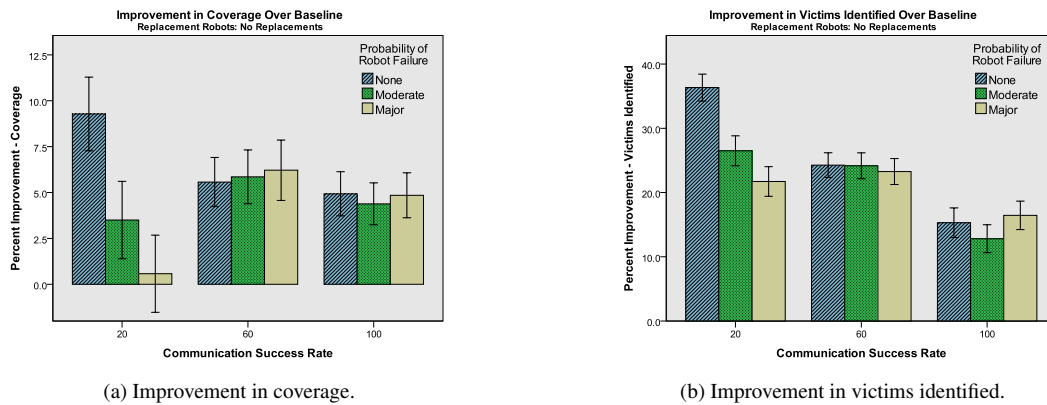 Improvement in Coverage Over Baseline
Replacement Robots: No Replacements
Percent Improvement - Coverage
12.5
10.0
7.5
5.0
2.5
0.0
Probability of
Robot Failure
None
Moderate
Major
20
60
100
Communication Success Rate
(a) Improvement in coverage.
Improvement in Victims Identified Over Baseline
Replacement Robots: No Replacements
Percent Improvement - Victims Identified
40.0
30.0
20.0
10.0
0.0
Probability of
Robot Failure
None
Moderate
Major
20
60
100
Communication Success Rate
(b) Improvement in victims identified.